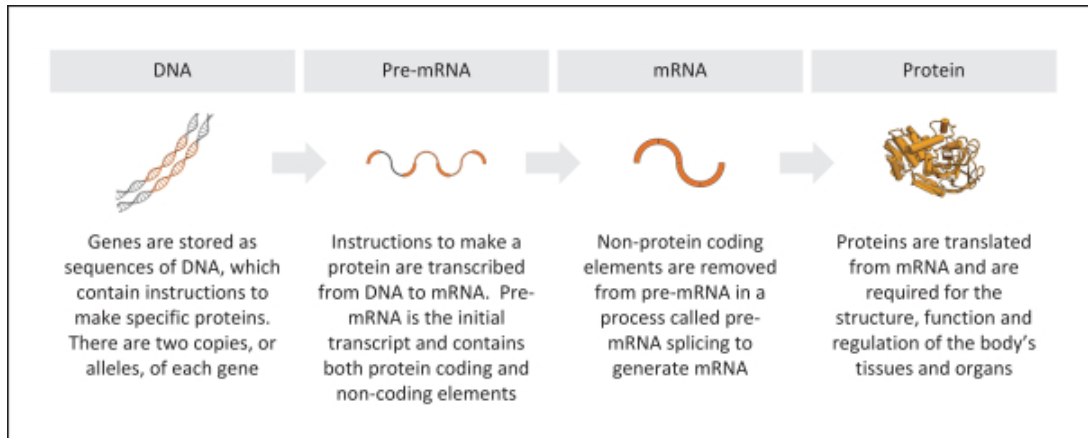 DNA
Pre-mRNA
mRNA
Protein
Genes are stored as
sequences of DNA, which
contain instructions to
make specific proteins.
There are two copies, or
alleles, of each gene
Instructions to make a
protein are transcribed
from DNA to mRNA.  Pre-
mRNA is the initial
transcript and contains
both protein coding and
non-coding elements
Non-protein coding
elements are removed
from pre-mRNA in a
process called pre-
mRNA splicing to
generate mRNA
Proteins are translated
from mRNA and are
required for the
structure, function and
regulation of the body’s
tissues and organs